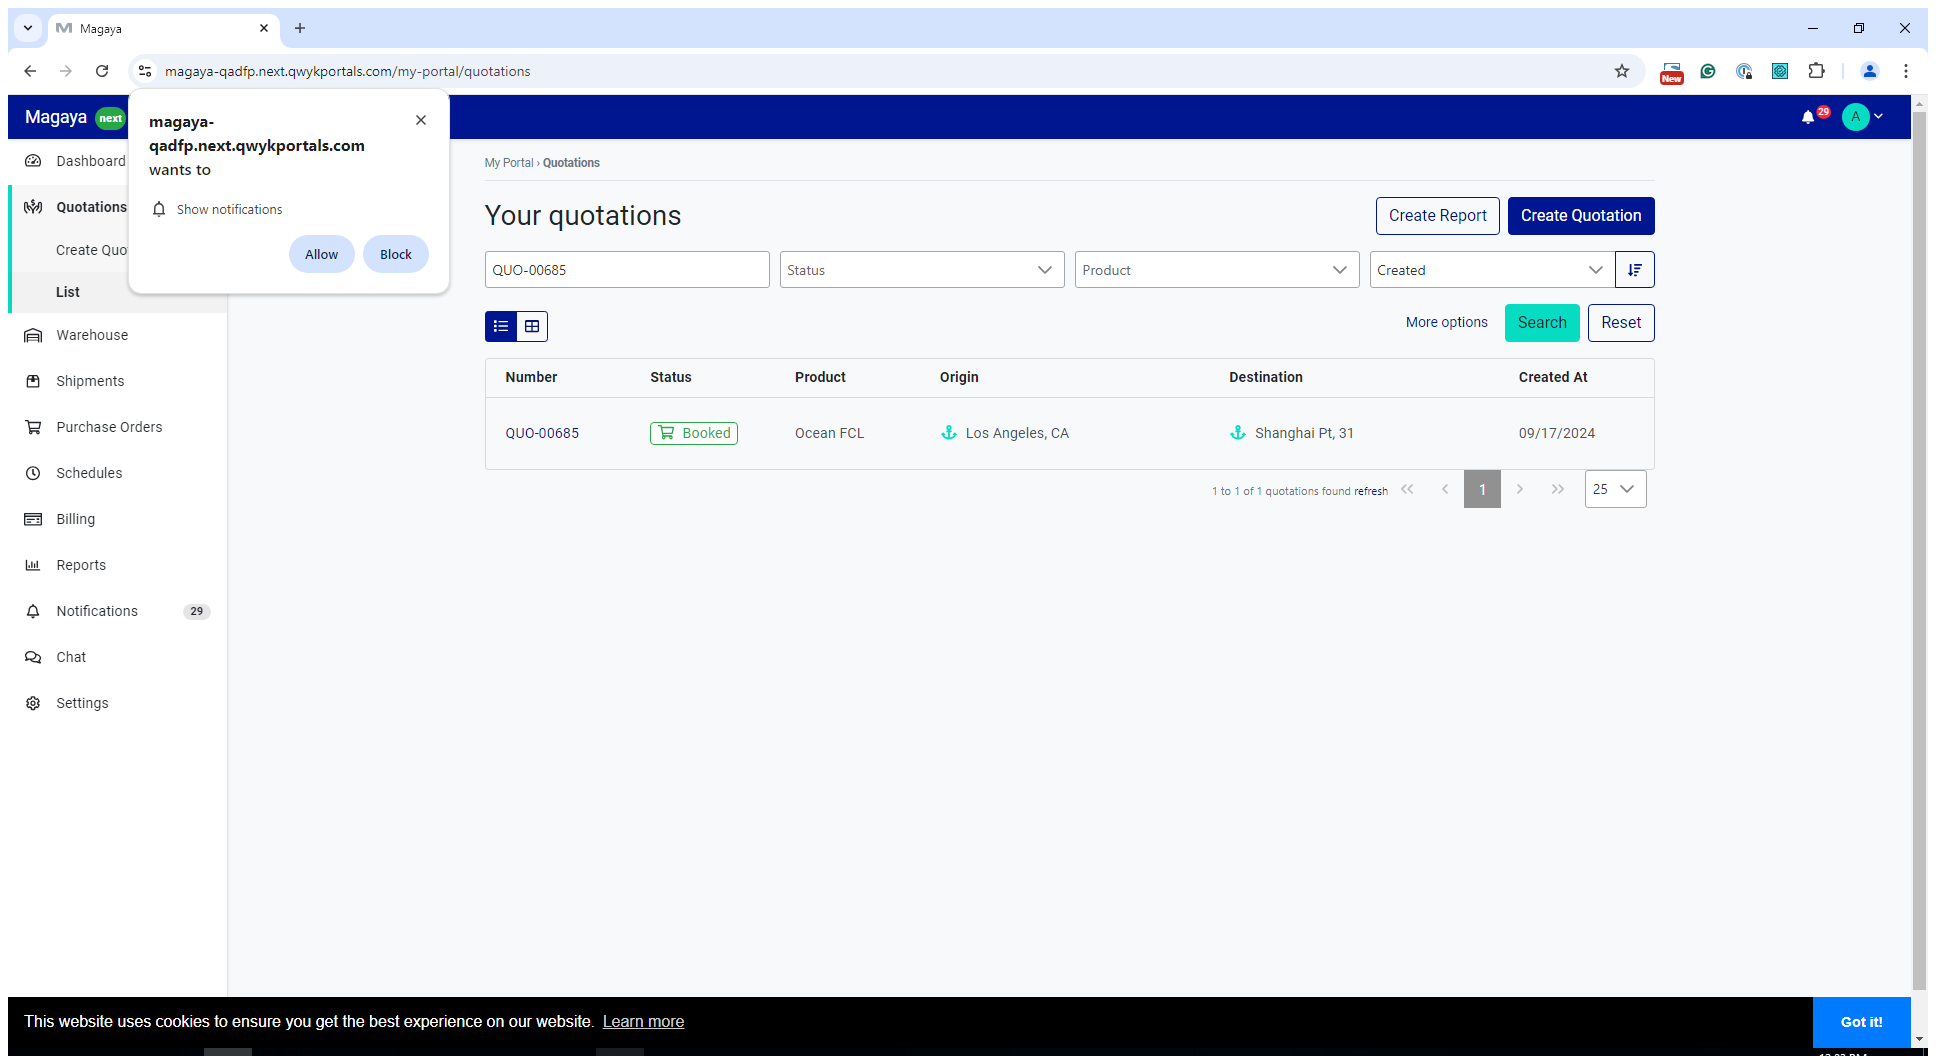 Magaya
magaya-qadfp.next.qwykportals.com/my-portal/quotations
New
Magaya next
29
A
magaya-
qadfp.next.qwykportals.com
wants to
Show notifications
Allow
Block
Dashboard
Quotations
Create Quo
List
Warehouse
Shipments
Purchase Orders
Schedules
Billing
Reports
Notifications 29
Chat
Settings
My Portal › Quotations
Your quotations
Create Report
Create Quotation
QUO-00685
Status
Product
Created
More options
Search
Reset
Number Status Product Origin Destination Created At
QUO-00685 Booked Ocean FCL Los Angeles, CA Shanghai Pt, 31 09/17/2024
1 to 1 of 1 quotations found refresh 1 25
This website uses cookies to ensure you get the best experience on our website. Learn more
Got it!